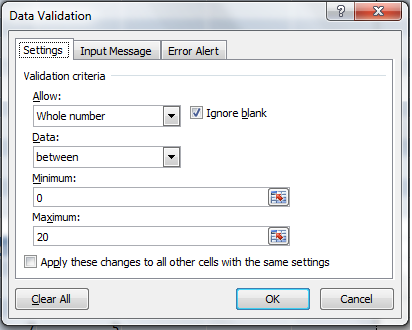 Data Validation
Settings Input Message Error Alert
Validation criteria
Allow:
Whole number Ignore blank
Data:
between
Minimum:
0
Maximum:
20
Apply these changes to all other cells with the same settings
Clear All OK Cancel